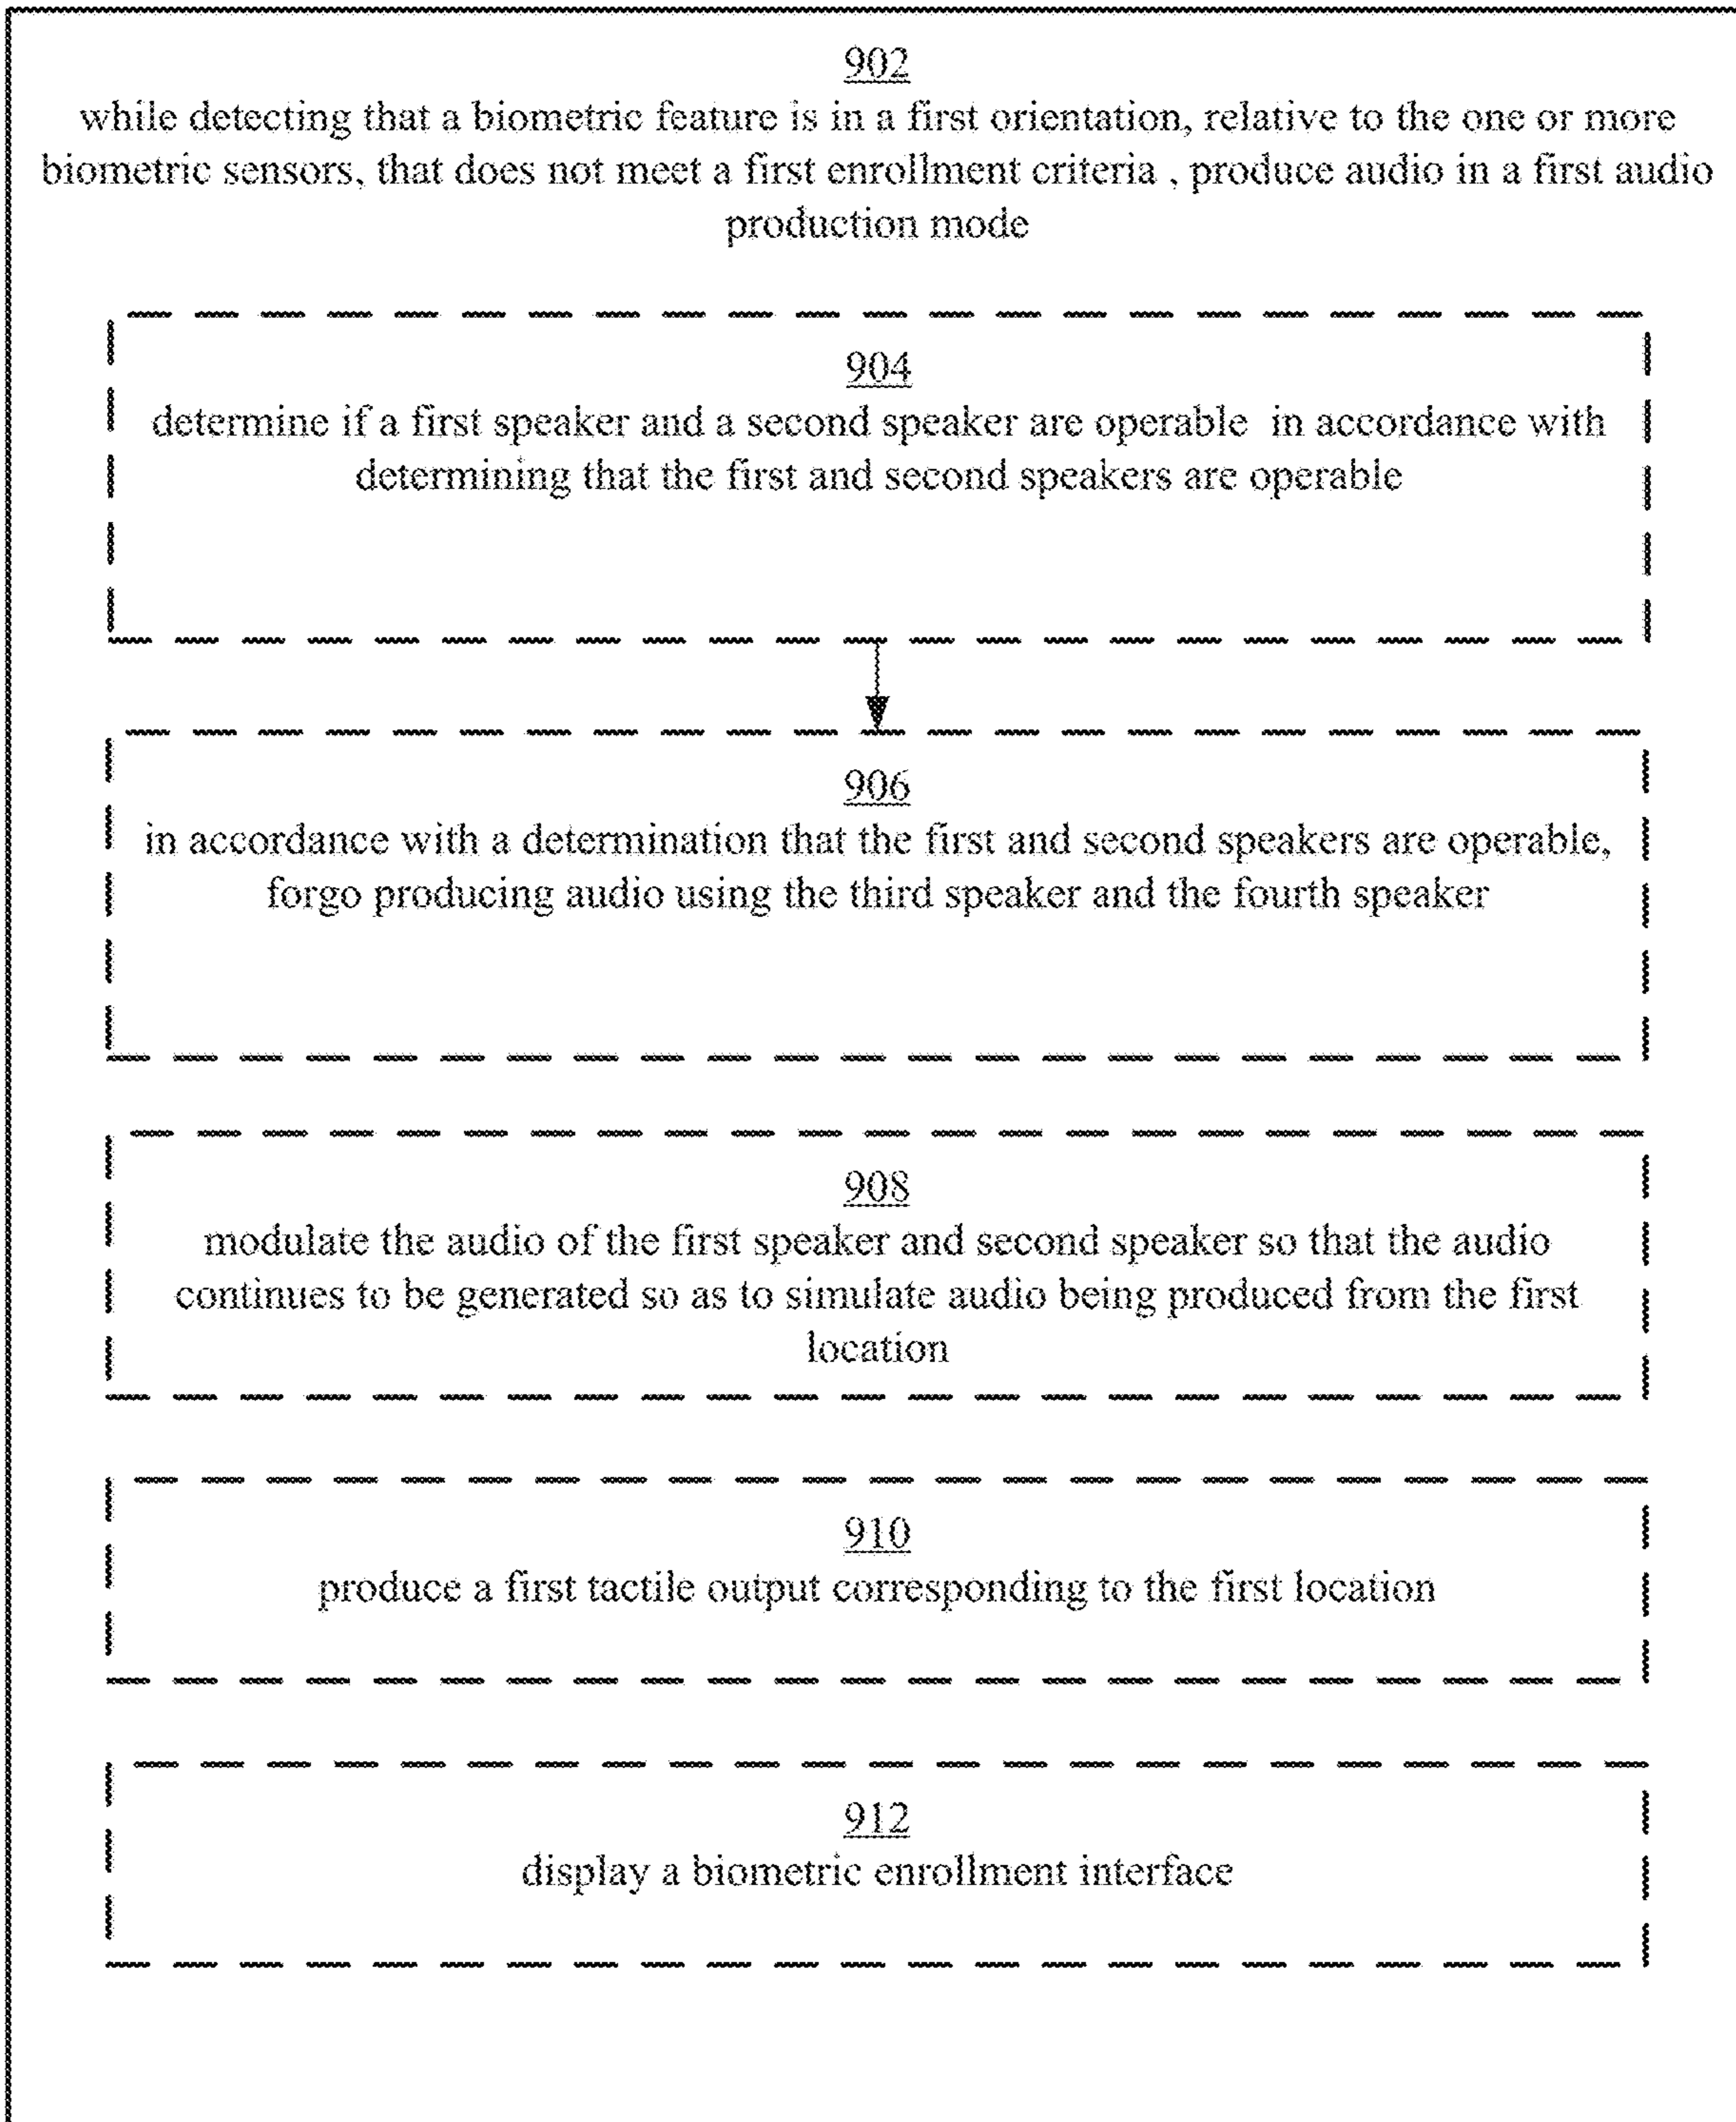 902
while detecting that a biometric feature is in a first orientation, relative to the one or more
biometric sensors, that does not meet a first enrollment criteria , produce audio in a first audio
production mode
904
determine if a first speaker and a second speaker are operable  in accordance with
determining that the first and second speakers are operable
906
in accordance with a determination that the first and second speakers are operable,
forgo producing audio using the third speaker and the fourth speaker
908
modulate the audio of the first speaker and second speaker so that the audio
continues to be generated so as to simulate audio being produced from the first
location
910
produce a first tactile output corresponding to the first location
912
display a biometric enrollment interface